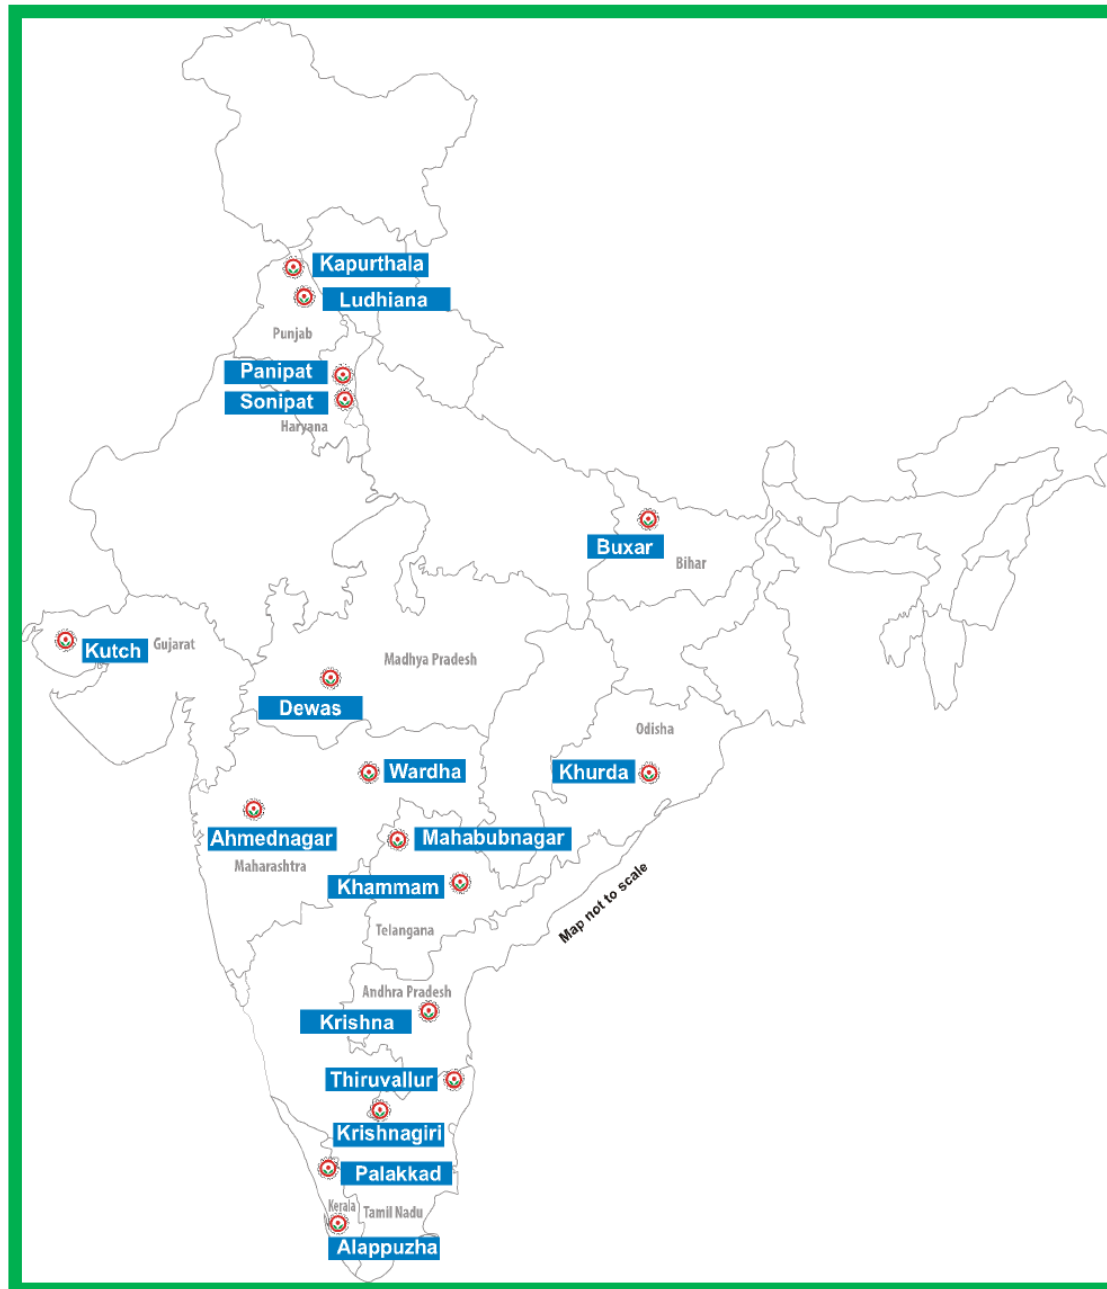 Kapurthala
Ludhiana
Punjab
Panipat
Sonipat
Haryana
Buxar
Bihar
Kutch
Gujarat
Madhya Pradesh
Dewas
Odisha
Wardha
Khurda
Ahmednagar
Mahabubnagar
Maharashtra
Khammam
Map not to scale
Telangana
Andhra Pradesh
Krishna
Thiruvallur
Krishnagiri
Palakkad
Kerala
Tamil Nadu
Alappuzha